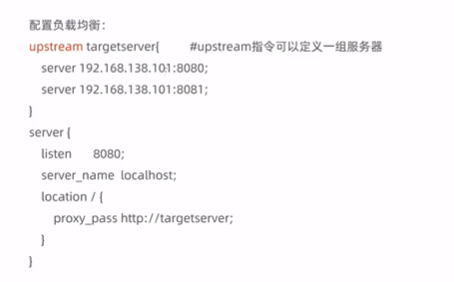 配置负载均衡：
upstream targetserver{ #upstream指令可以定义一组服务器
server 192.168.138.101:8080;
server 192.168.138.101:8081;
}
server {
listen 8080;
server_name localhost;
location / {
proxy_pass http://targetserver;
}
}